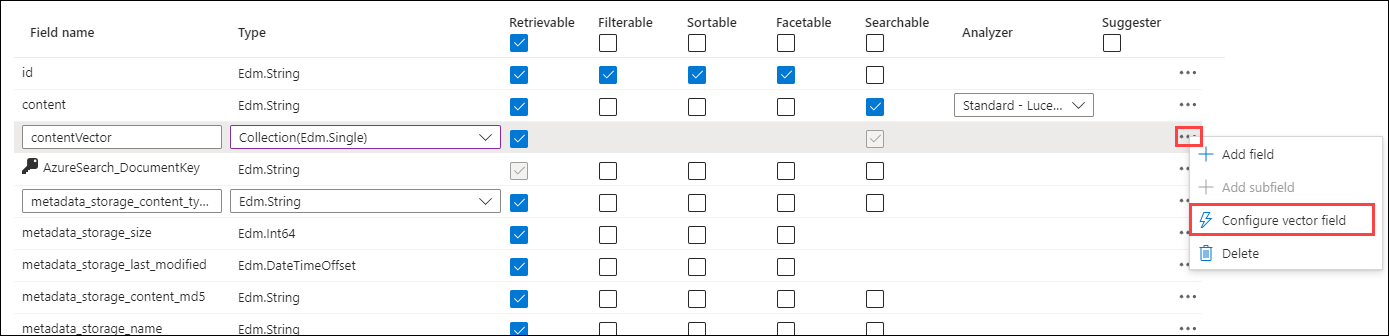 Field name Type Retrievable Filterable Sortable Facetable Searchable Analyzer Suggester
id Edm.String
content Edm.String Standard - Luce...
contentVector Collection(Edm.Single)
Add field
AzureSearch_DocumentKey Edm.String
Add subfield
metadata_storage_content_ty... Edm.String
Configure vector field
metadata_storage_size Edm.Int64
Delete
metadata_storage_last_modified Edm.DateTimeOffset
metadata_storage_content_md5 Edm.String
metadata_storage_name Edm.String